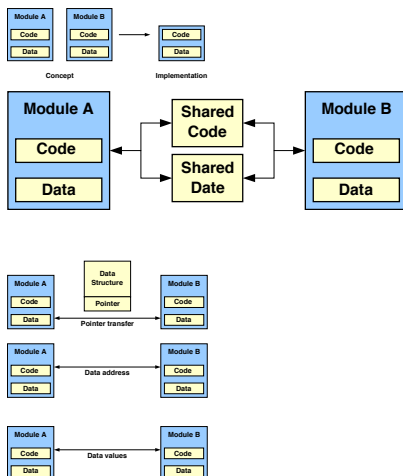 Module A
Module B
Code
Code
Code
Data
Data
Data
Concept
Implementation
Module A
Shared
Code
Module B
Code
Code
Shared
Date
Data
Data
Data
Structure
Module A
Module B
Code
Pointer
Code
Data
Data
Pointer transfer
Module A
Module B
Code
Data address
Code
Data
Data
Module A
Module B
Code
Data values
Code
Data
Data